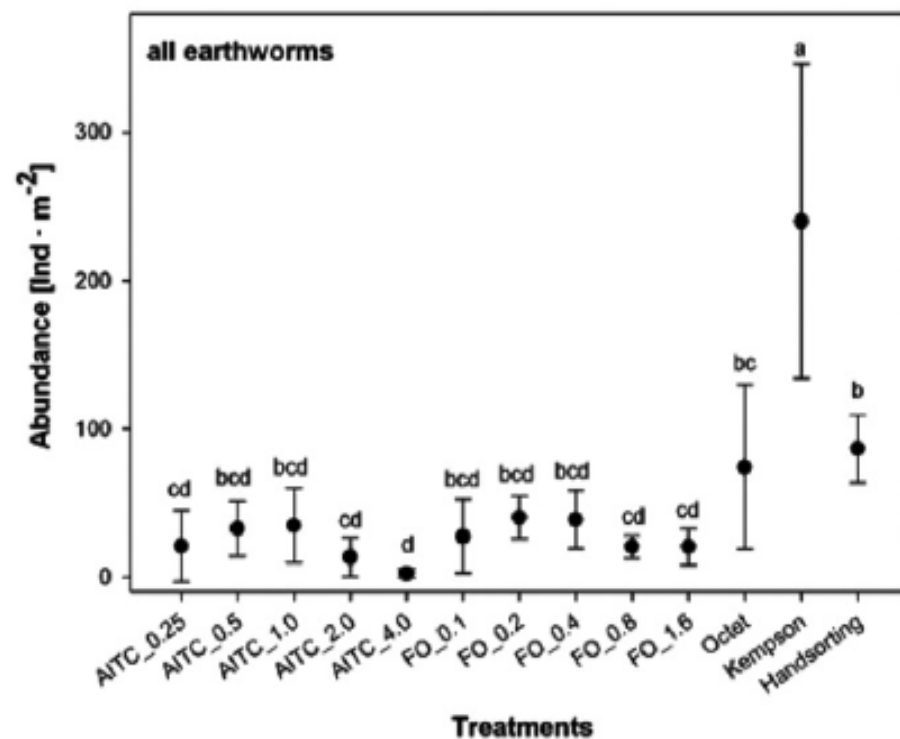 all earthworms
Abundance [Ind · m⁻²]
300
200
100
0
cd
bcd
bcd
cd
d
bcd
bcd
bcd
cd
cd
bc
a
b
AITC_0.25
AITC_0.5
AITC_1.0
AITC_2.0
AITC_4.0
FO_0.1
FO_0.2
FO_0.4
FO_0.8
FO_1.6
Octet
Kempson
Handsorting
Treatments